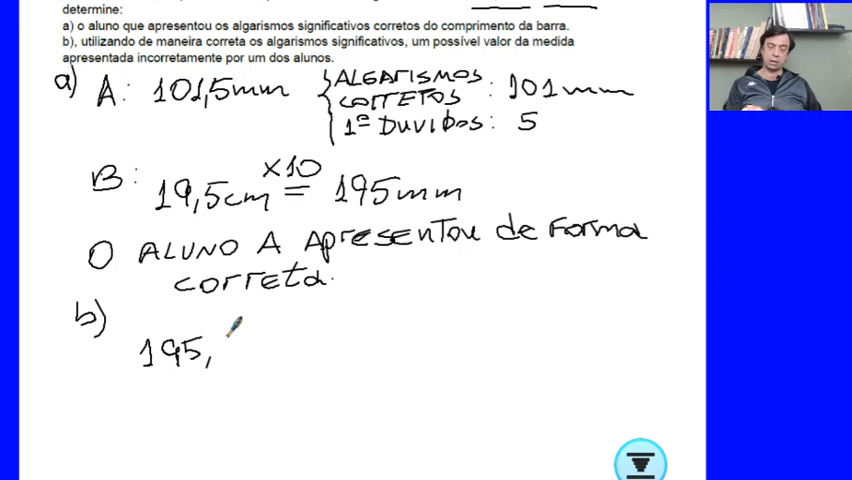 determine:
a) o aluno que apresentou os algarismos significativos corretos do comprimento da barra.
b), utilizando de maneira correta os algarismos significativos, um possível valor da medida
apresentada incorretamente por um dos alunos.
a) A: 101,5mm { ALGARISMOS CORRETOS : 101mm
1º DUVIDOS: 5
B: 19,5cm x10 = 195mm
O ALUNO A APresentou de Forma
correta.
b)
195,